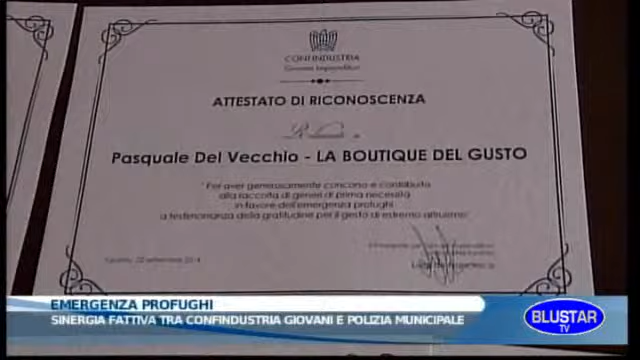 CONFINDUSTRIA
Giovani Imprenditori
ATTESTATO DI RICONOSCENZA
Pasquale Del Vecchio - LA BOUTIQUE DEL GUSTO
"Per aver generosamente concorso e contribuito
alla raccolta di generi di prima necessità
in favore dell'emergenza profughi
a testimonianza della gratitudine per il gesto di estremo altruismo"
settembre 2014
EMERGENZA PROFUGHI
SINERGIA FATTIVA TRA CONFINDUSTRIA GIOVANI E POLIZIA MUNICIPALE
BLUSTAR
TV